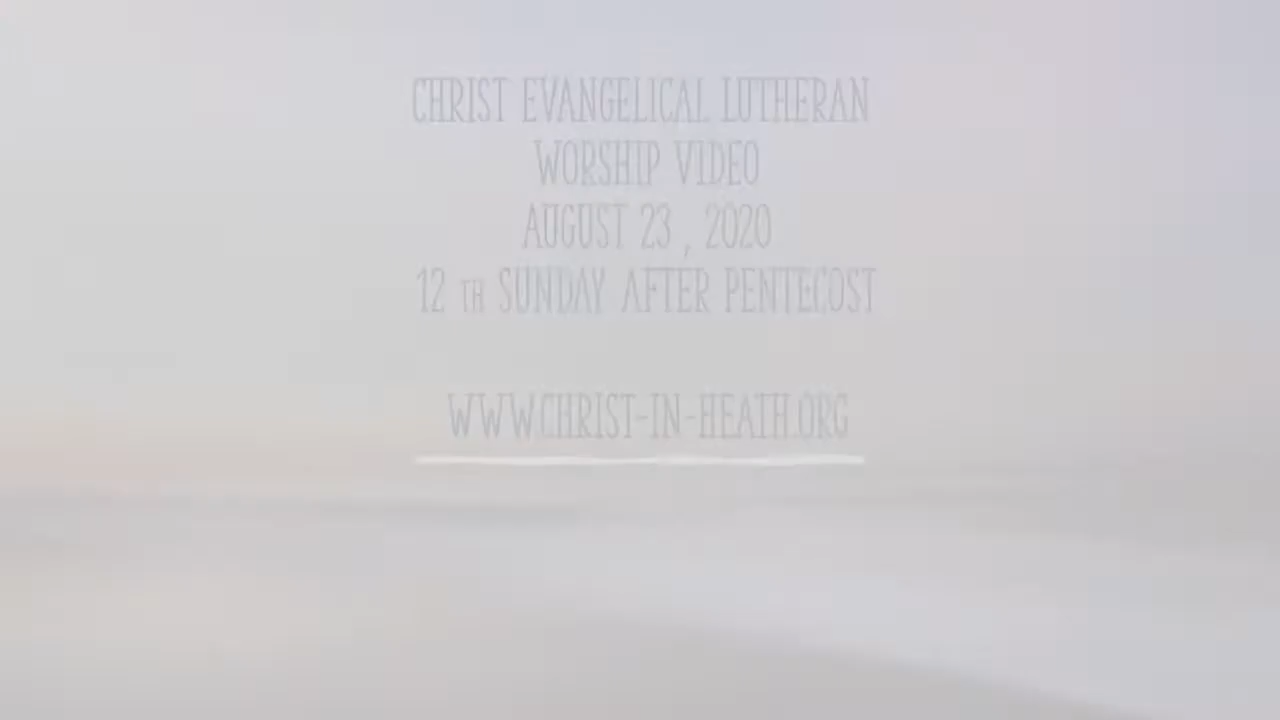 CHRIST EVANGELICAL LUTHERAN
WORSHIP VIDEO
AUGUST 23 , 2020
12 TH SUNDAY AFTER PENTECOST
WWW.CHRIST-IN-HEATH.ORG